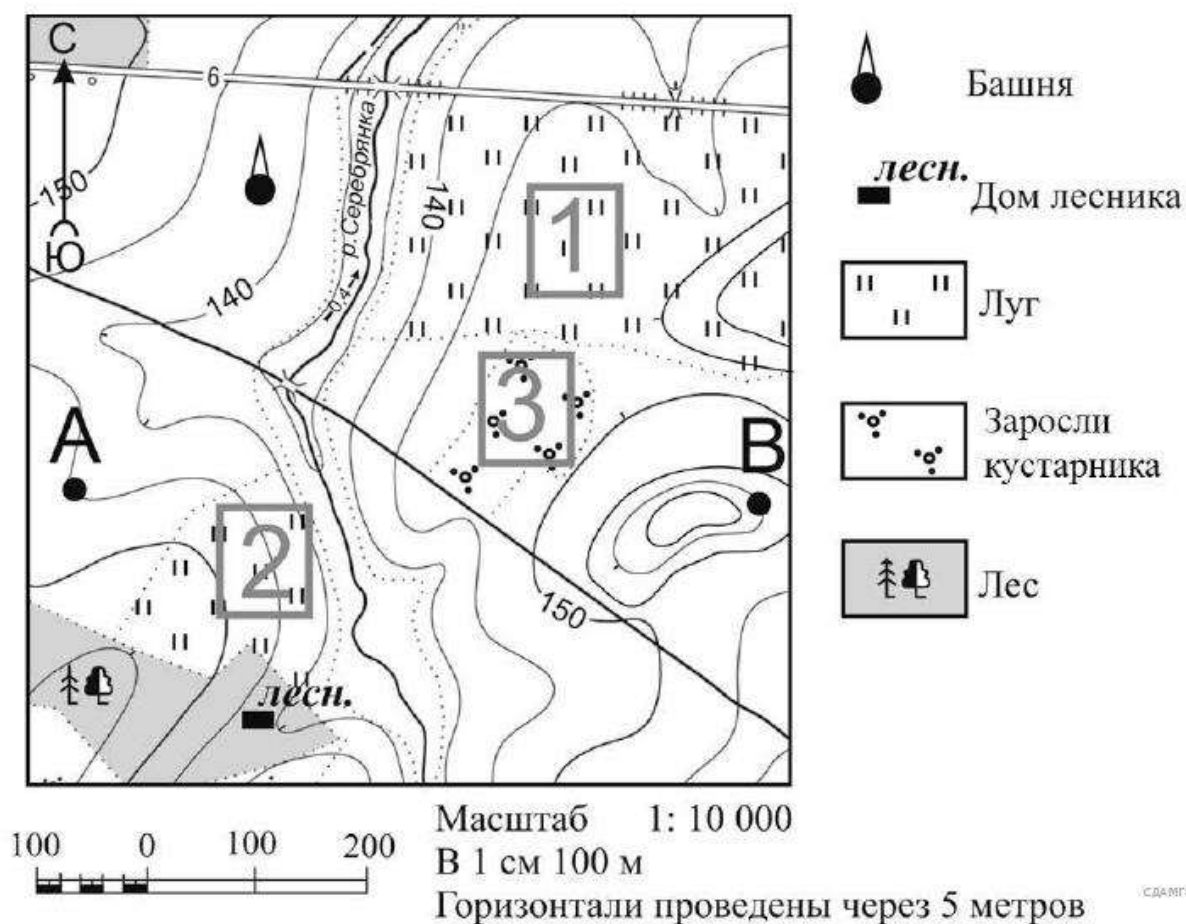 С
6
150
Ю
р. Серебрянка
0.4
140
140
1
А
3
В
2
150
лесн.
Башня
лесн.
Дом лесника
Луг
Заросли
кустарника
Лес
100 0 100 200
Масштаб 1: 10 000
В 1 см 100 м
Горизонтали проведены через 5 метров